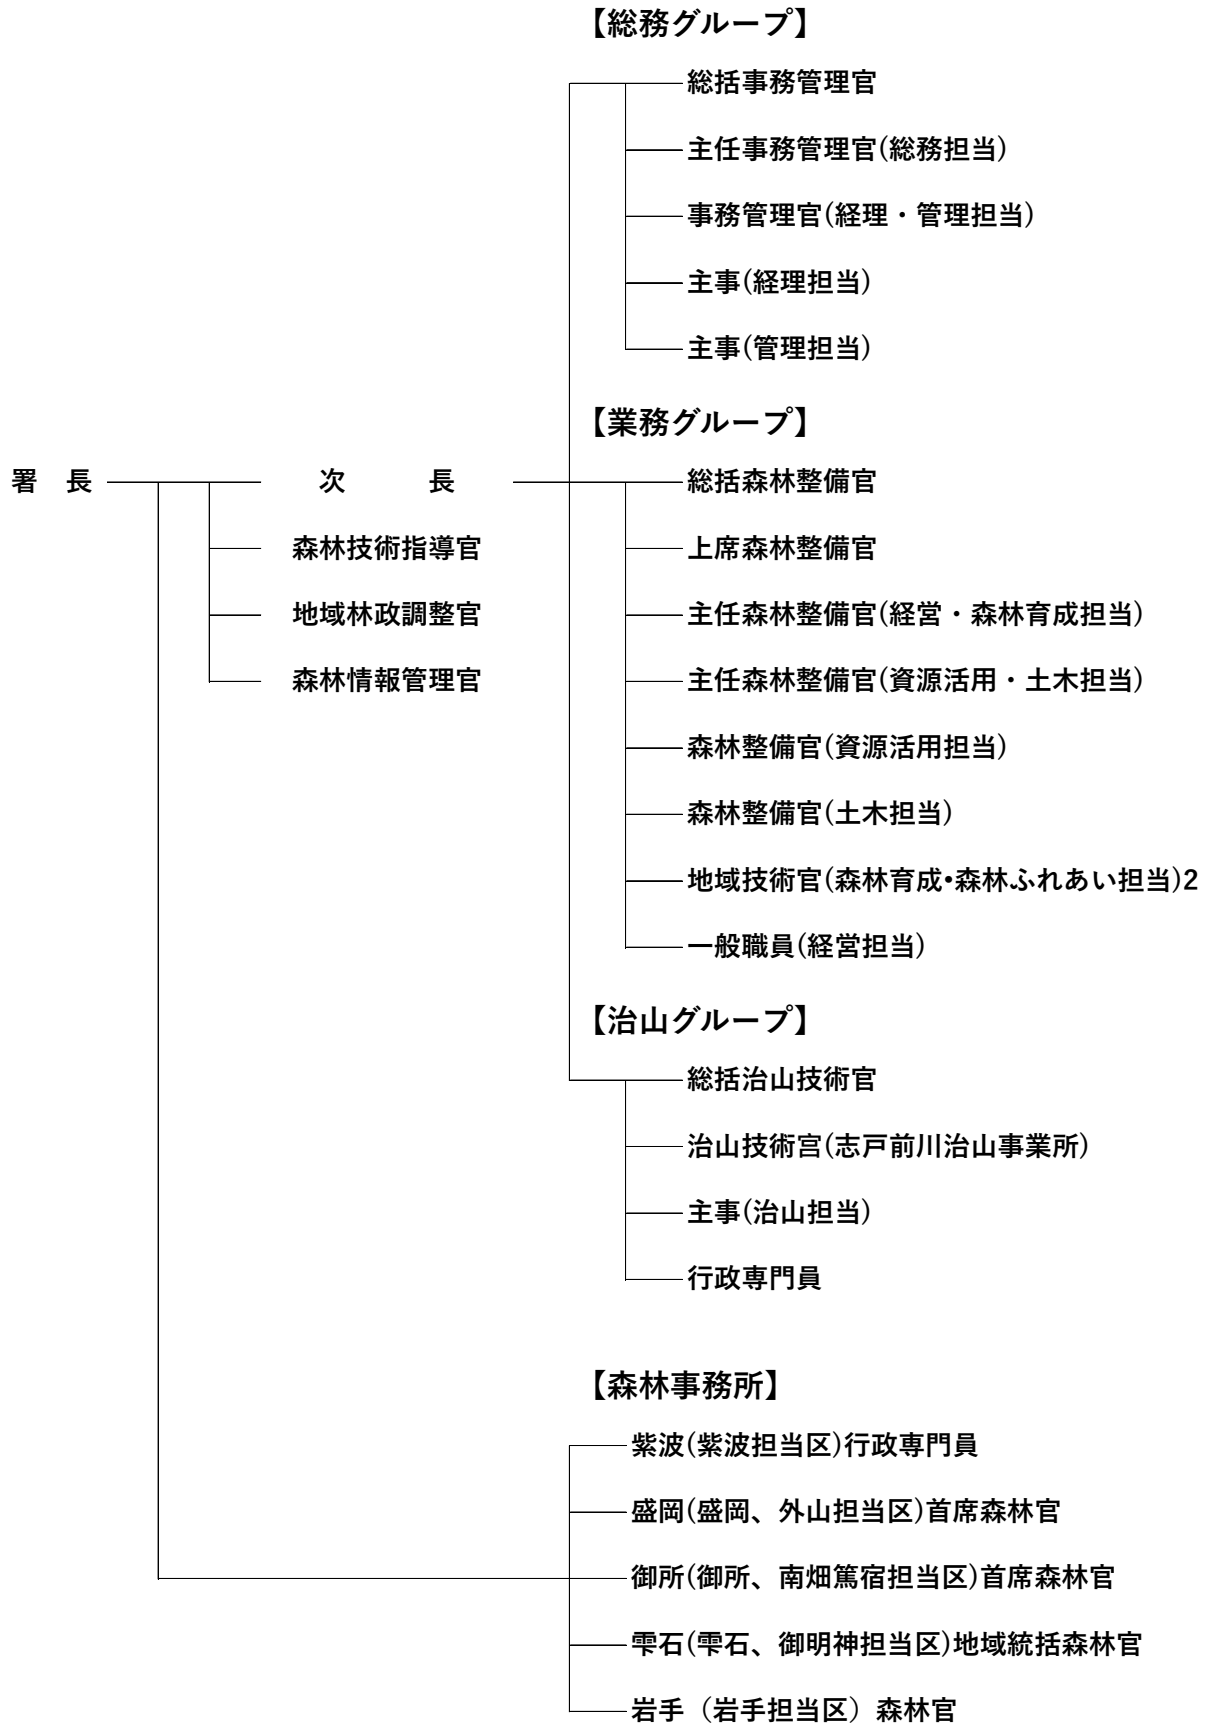 【総務グループ】
総括事務管理官
主任事務管理官(総務担当)
事務管理官(経理・管理担当)
主事(経理担当)
主事(管理担当)
【業務グループ】
署　長
次　長
総括森林整備官
森林技術指導官
上席森林整備官
地域林政調整官
主任森林整備官(経営・森林育成担当)
森林情報管理官
主任森林整備官(資源活用・土木担当)
森林整備官(資源活用担当)
森林整備官(土木担当)
地域技術官(森林育成•森林ふれあい担当)2
一般職員(経営担当)
【治山グループ】
総括治山技術官
治山技術宮(志戸前川治山事業所)
主事(治山担当)
行政専門員
【森林事務所】
紫波(紫波担当区)行政専門員
盛岡(盛岡、外山担当区)首席森林官
御所(御所、南畑篤宿担当区)首席森林官
雫石(雫石、御明神担当区)地域統括森林官
岩手（岩手担当区）森林官